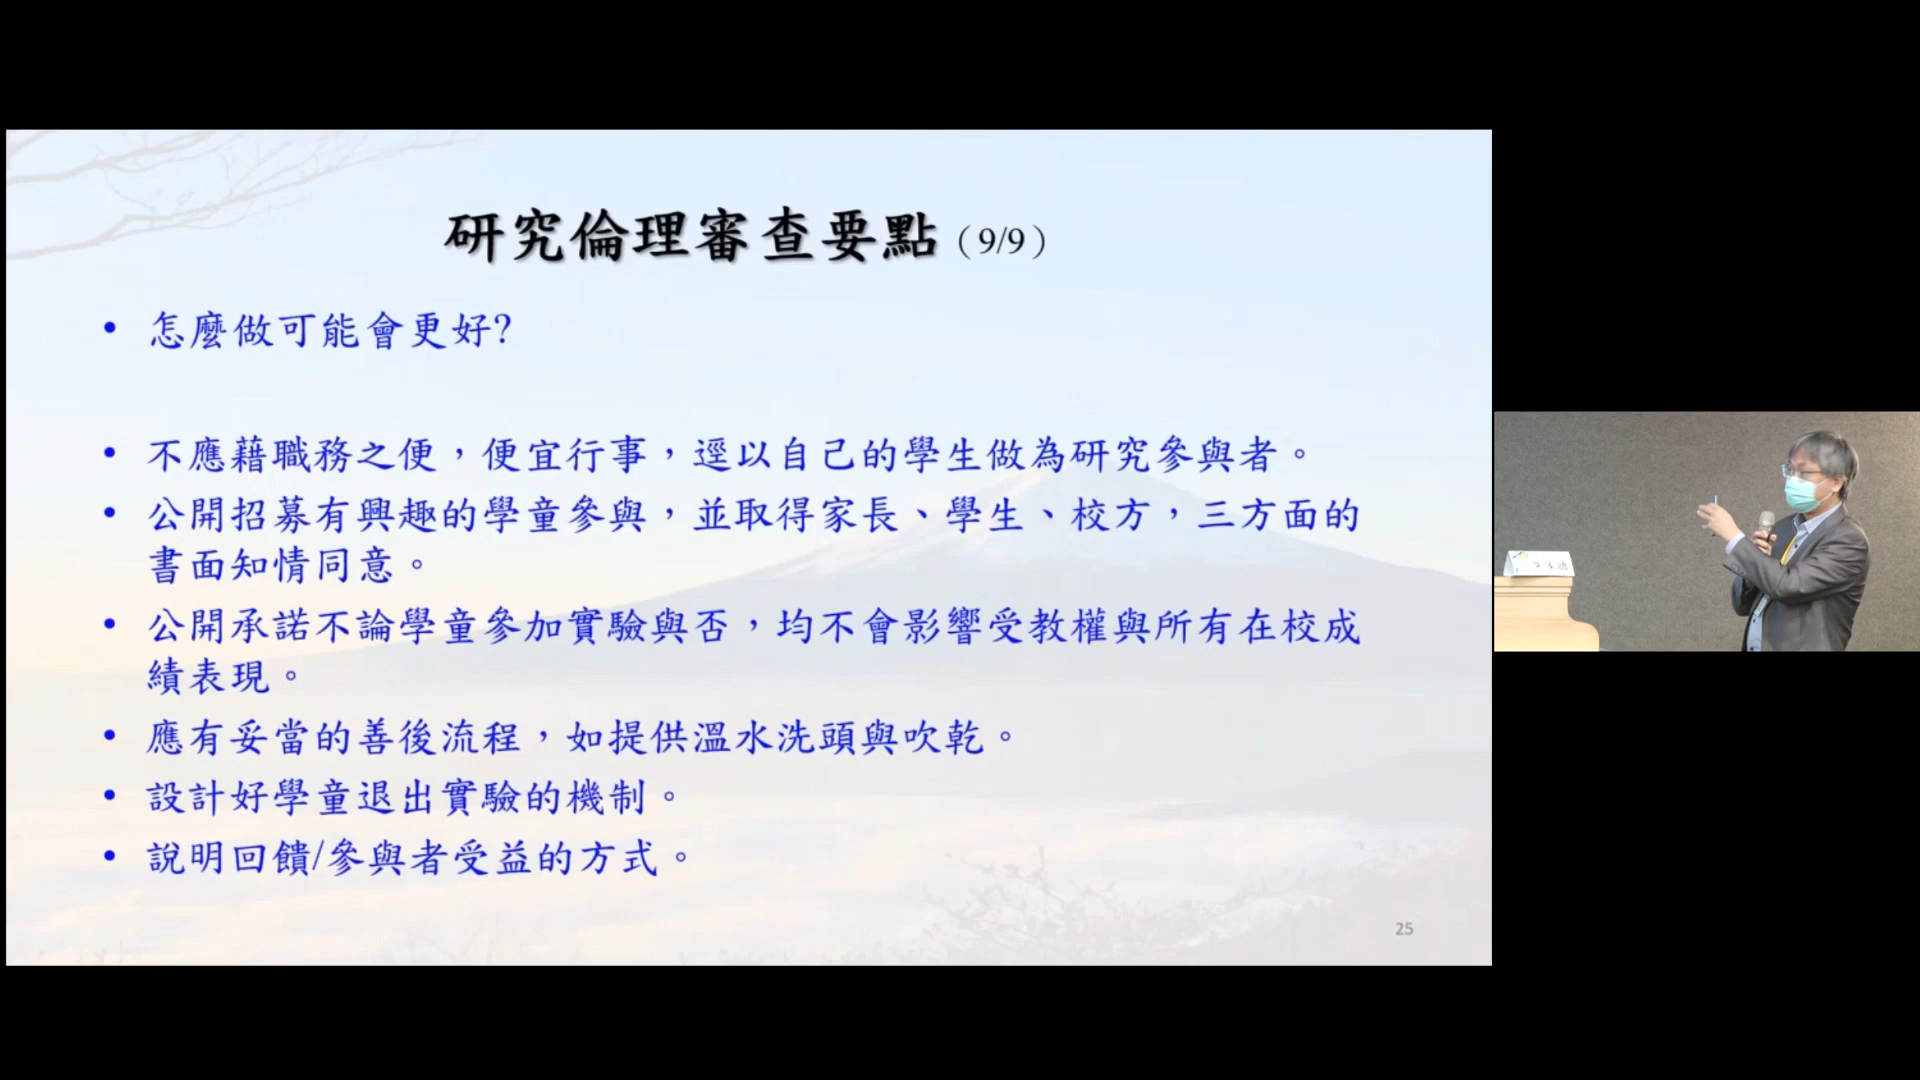 研究倫理審查要點（9/9）
• 怎麼做可能會更好?
• 不應藉職務之便，便宜行事，逕以自己的學生做為研究參與者。
• 公開招募有興趣的學童參與，並取得家長、學生、校方，三方面的
書面知情同意。
• 公開承諾不論學童參加實驗與否，均不會影響受教權與所有在校成
績表現。
• 應有妥當的善後流程，如提供溫水洗頭與吹乾。
• 設計好學童退出實驗的機制。
• 說明回饋/參與者受益的方式。
25